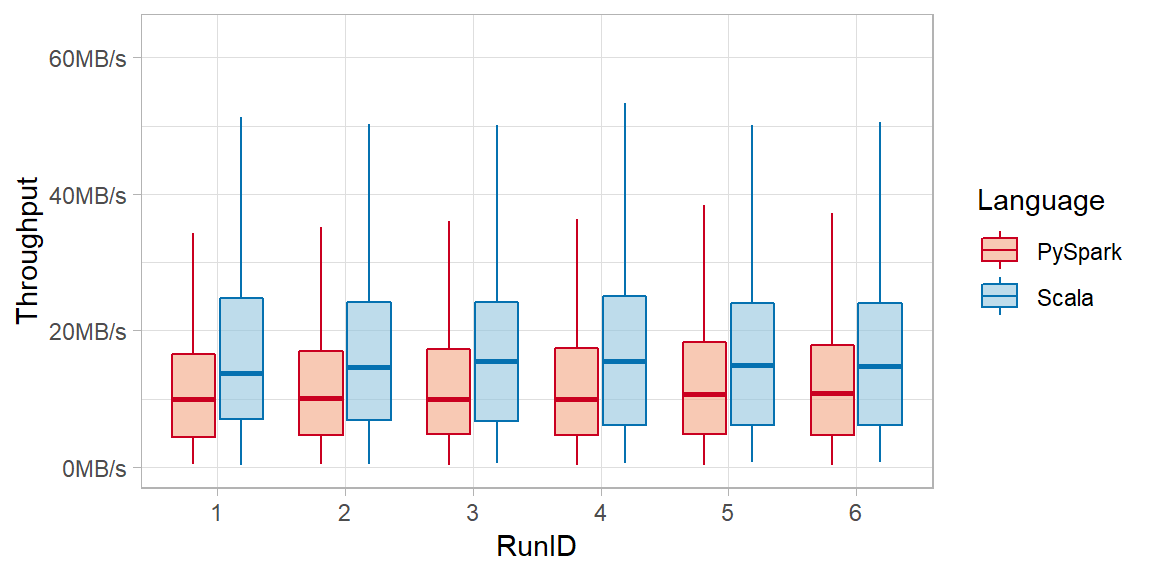 60MB/s
40MB/s
20MB/s
0MB/s
Throughput
1 2 3 4 5 6
RunID
Language
PySpark
Scala